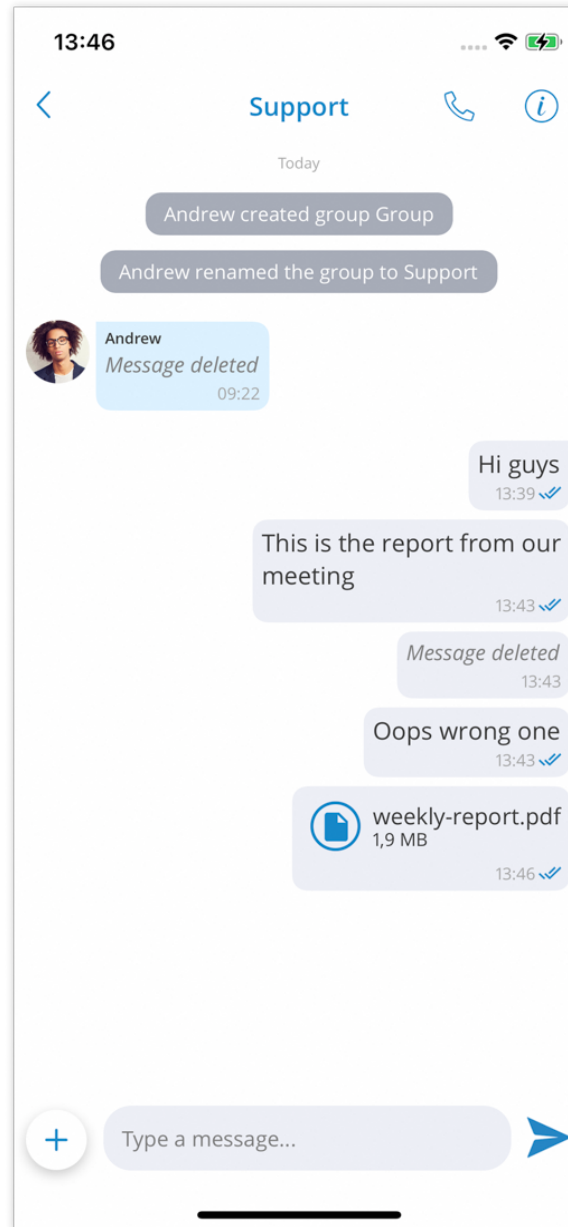 13:46
Support
Today
Andrew created group Group
Andrew renamed the group to Support
Andrew
Message deleted
09:22
Hi guys
13:39
This is the report from our
meeting
13:43
Message deleted
13:43
Oops wrong one
13:43
weekly-report.pdf
1,9 MB
13:46
Type a message...